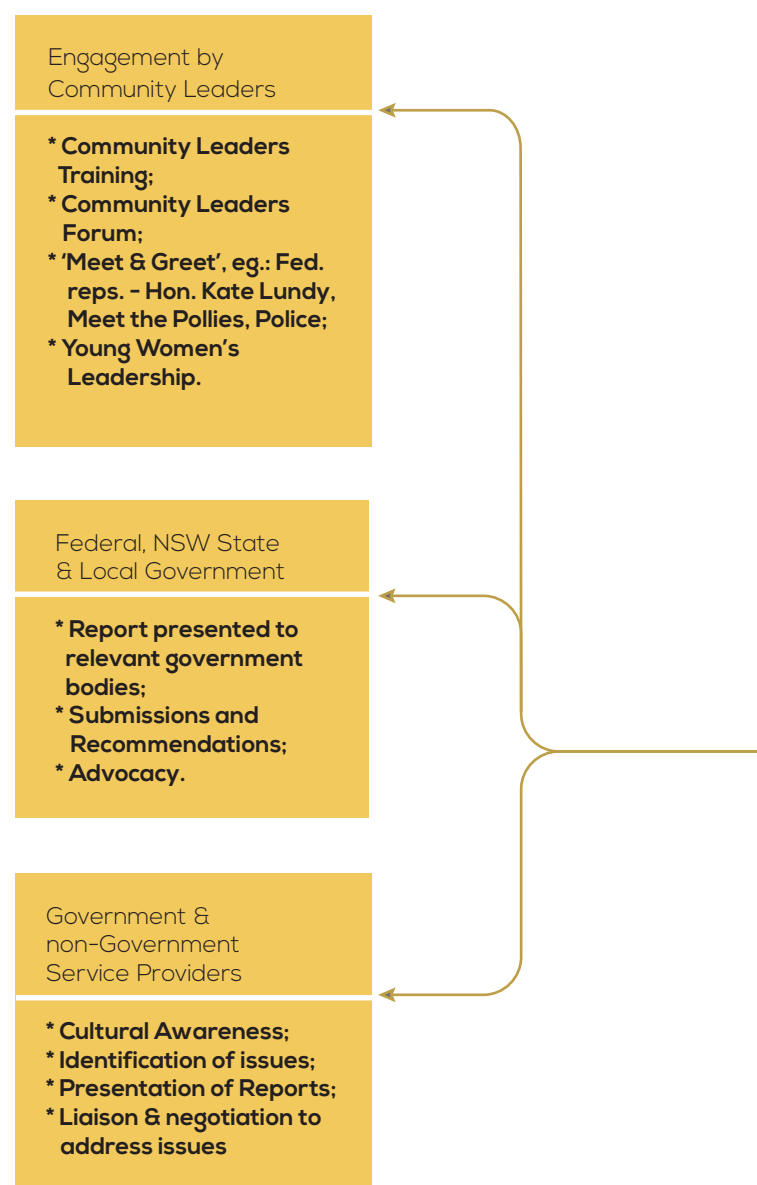 Engagement by
Community Leaders
* Community Leaders
Training;
* Community Leaders
Forum;
* ‘Meet & Greet’, eg.: Fed.
reps. - Hon. Kate Lundy,
Meet the Pollies, Police;
* Young Women’s
Leadership.
Federal, NSW State
& Local Government
* Report presented to
relevant government
bodies;
* Submissions and
Recommendations;
* Advocacy.
Government &
non-Government
Service Providers
* Cultural Awareness;
* Identification of issues;
* Presentation of Reports;
* Liaison & negotiation to
address issues